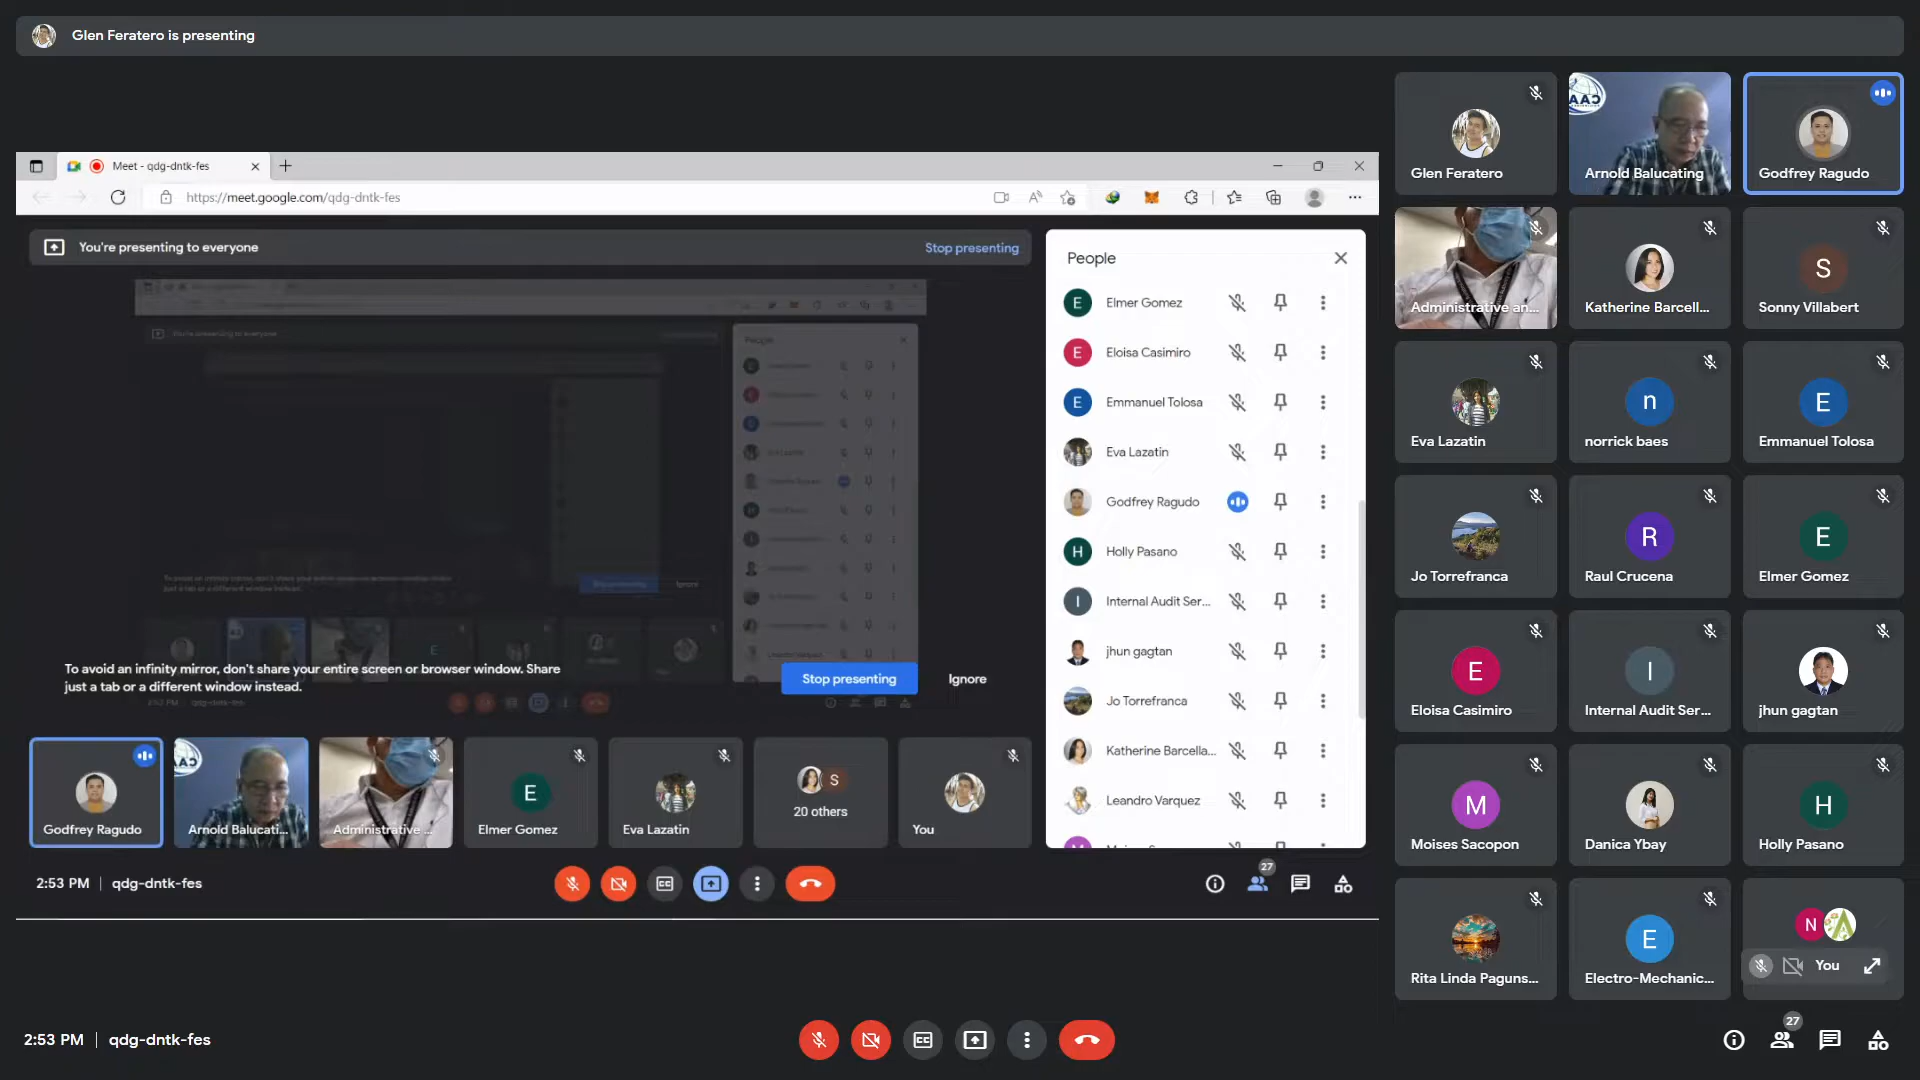 Glen Feratero is presenting
Meet - qdg-dntk-fes
https://meet.google.com/qdg-dntk-fes
You're presenting to everyone
Stop presenting
People
Elmer Gomez
Eloisa Casimiro
Emmanuel Tolosa
Eva Lazatin
Godfrey Ragudo
Holly Pasano
Internal Audit Ser...
jhun gagtan
Jo Torrefranca
Katherine Barcella...
Leandro Varquez
To avoid an infinity mirror, don't share your entire screen or browser window. Share
just a tab or a different window instead.
Stop presenting
Ignore
Godfrey Ragudo
Arnold Balucati...
Administrative ...
E
Elmer Gomez
Eva Lazatin
S
20 others
You
2:53 PM | qdg-dntk-fes
27
Glen Feratero
Arnold Balucating
Godfrey Ragudo
Administrative an...
Katherine Barcell...
S
Sonny Villabert
Eva Lazatin
n
norrick baes
E
Emmanuel Tolosa
Jo Torrefranca
R
Raul Crucena
E
Elmer Gomez
E
Eloisa Casimiro
I
Internal Audit Ser...
jhun gagtan
M
Moises Sacopon
Danica Ybay
H
Holly Pasano
Rita Linda Paguns...
E
Electro-Mechanic...
N
You
2:53 PM | qdg-dntk-fes
27